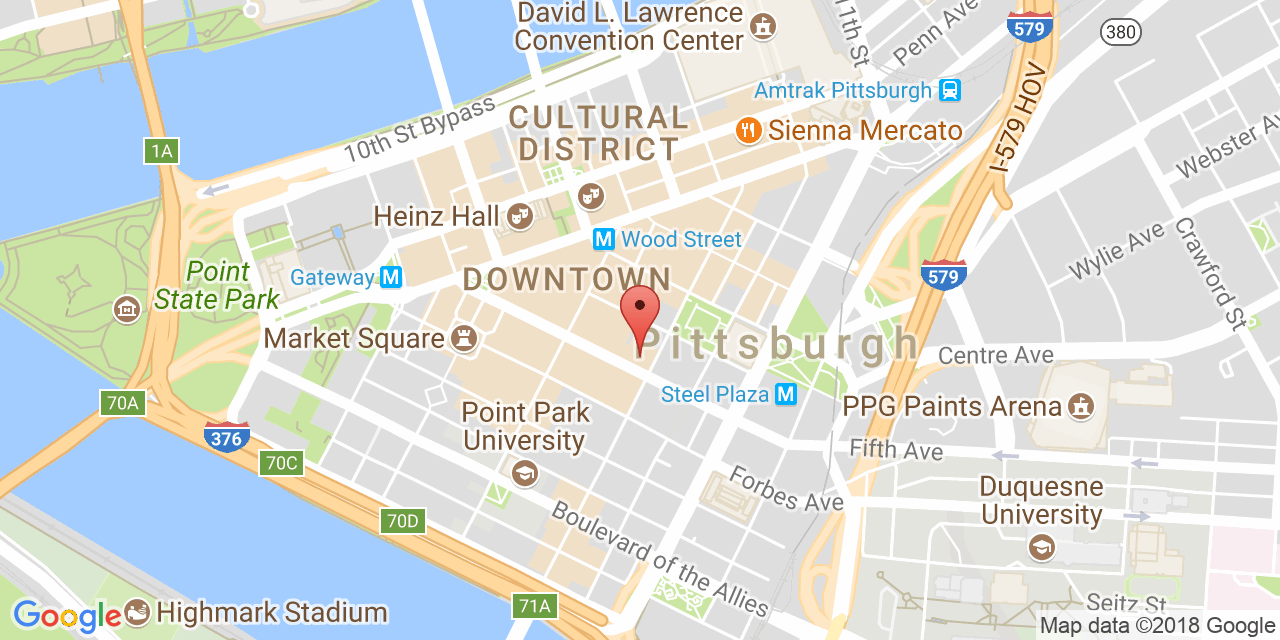 David L. Lawrence
Convention Center
11th St
Penn Ave
579
380
Amtrak Pittsburgh
I-579 HOV
CULTURAL
DISTRICT
Sienna Mercato
10th St Bypass
1A
Webster Av
Heinz Hall
M Wood Street
Wylie Ave
Crawford St
Point
State Park
Gateway M
DOWNTOWN
579
Market Square
Pittsburgh
Centre Ave
70A
Steel Plaza M
PPG Paints Arena
376
Point Park
University
Fifth Ave
70C
Forbes Ave
Duquesne
University
70D
Boulevard of the Allies
71A
Seitz St
Google
Highmark Stadium
Map data ©2018 Google